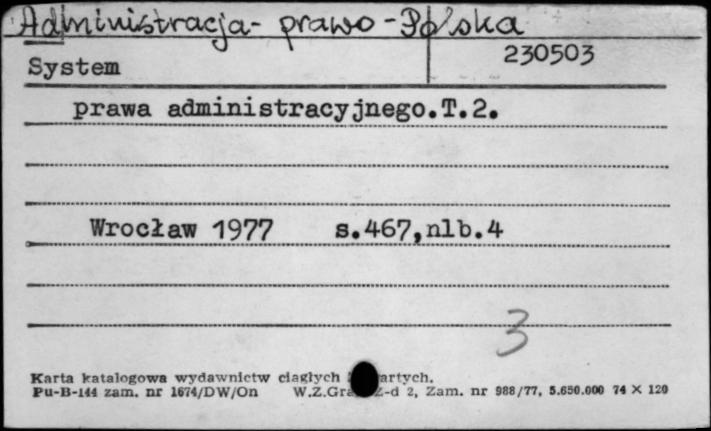 Administracja - prawo - Polska
230503
System
prawa administracyjnego.T.2.
Wrocław 1977 s.467,nlb.4
3
Karta katalogowa wydawnictw ciągłych artych.
Pu-B-144 zam. nr 1674/DW/On W.Z.Gra Z-d 2, Zam. nr 988/77, 5.650.000 74 X 120